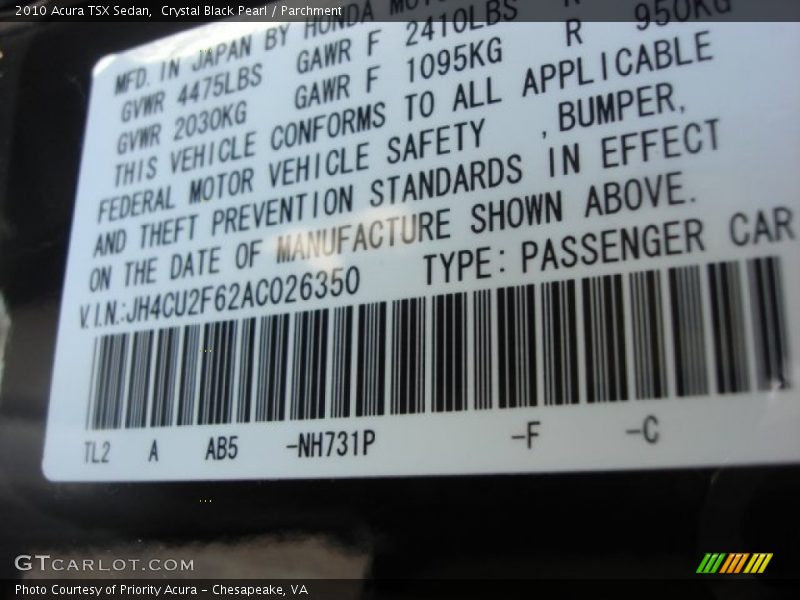 2010 Acura TSX Sedan, Crystal Black Pearl / Parchment
MFD. IN JAPAN BY HONDA MOTO
GVWR 4475LBS GAWR F 2410LBS R
GVWR 2030KG GAWR F 1095KG R 950KG
THIS VEHICLE CONFORMS TO ALL APPLICABLE
FEDERAL MOTOR VEHICLE SAFETY , BUMPER,
AND THEFT PREVENTION STANDARDS IN EFFECT
ON THE DATE OF MANUFACTURE SHOWN ABOVE.
V.I.N.:JH4CU2F62AC026350 TYPE: PASSENGER CAR
TL2 A AB5 -NH731P -F -C
GTCARLOT.COM
Photo Courtesy of Priority Acura - Chesapeake, VA